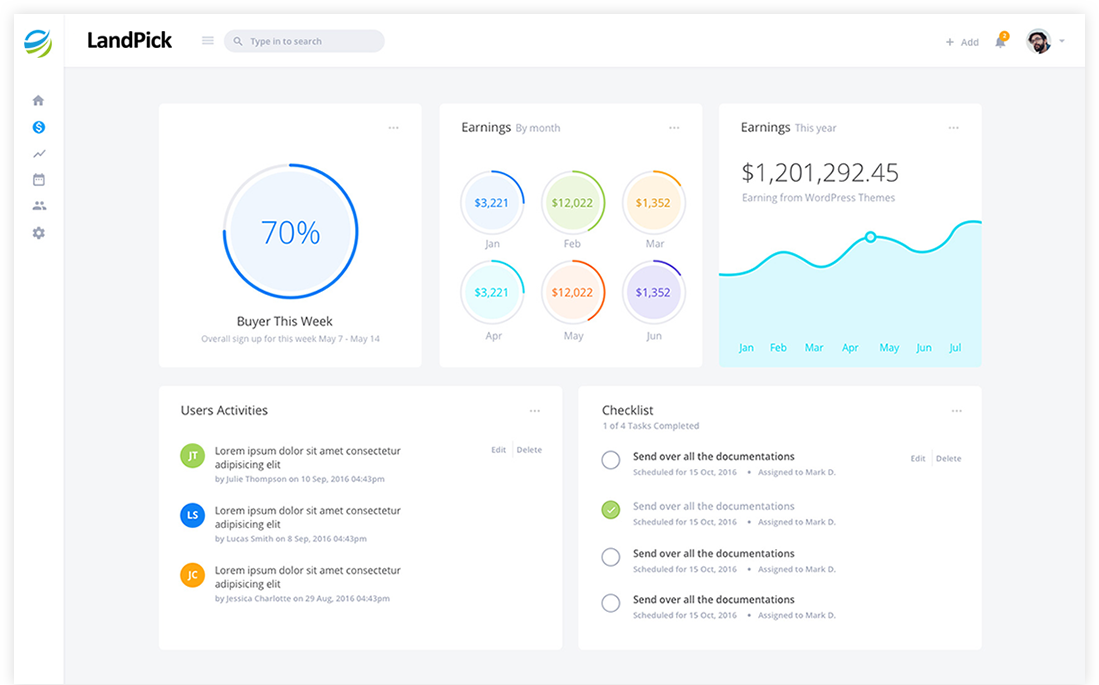 LandPick
Type in to search
+ Add
2
70%
Buyer This Week
Overall sign up for this week May 7 - May 14
Earnings By month
$3,221
$12,022
$1,352
Jan
Feb
Mar
$3,221
$12,022
$1,352
Apr
May
Jun
Earnings This year
$1,201,292.45
Earning from WordPress Themes
Jan Feb Mar Apr May Jun Jul
Users Activities
JT
Lorem ipsum dolor sit amet consectetur
adipisicing elit
by Julie Thompson on 10 Sep, 2016 04:43pm
Edit Delete
LS
Lorem ipsum dolor sit amet consectetur
adipisicing elit
by Lucas Smith on 8 Sep, 2016 04:43pm
JC
Lorem ipsum dolor sit amet consectetur
adipisicing elit
by Jessica Charlotte on 29 Aug, 2016 04:43pm
Checklist
1 of 4 Tasks Completed
Send over all the documentations
Scheduled for 15 Oct, 2016 • Assigned to Mark D.
Edit Delete
Send over all the documentations
Scheduled for 15 Oct, 2016 • Assigned to Mark D.
Send over all the documentations
Scheduled for 15 Oct, 2016 • Assigned to Mark D.
Send over all the documentations
Scheduled for 15 Oct, 2016 • Assigned to Mark D.